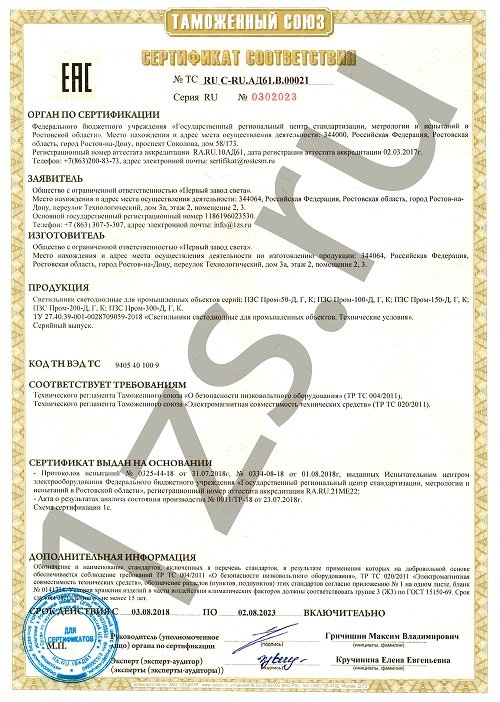 ТАМОЖЕННЫЙ СОЮЗ
СЕРТИФИКАТ СООТВЕТСТВИЯ
ЕАС
№ ТС RU C-RU.АД61.В.00021
Серия RU № 0302023
ОРГАН ПО СЕРТИФИКАЦИИ
Федерального бюджетного учреждения «Государственный региональный центр стандартизации, метрологии и испытаний в
Ростовской области». Место нахождения и адрес места осуществления деятельности: 344000, Россия, Ростовская
область, город Ростов-на-Дону, проспект Соколова, дом 58/173.
Регистрационный номер аттестата аккредитации RA.RU.10АД61, дата регистрации аттестата аккредитации 02.03.2017г.
Телефон: +7(863)200-83-73, адрес электронной почты: sertifikat@rostesm.ru
ЗАЯВИТЕЛЬ
Общество с ограниченной ответственностью «Первый завод света».
Место нахождения и адрес места осуществления деятельности: 344064, Россия, Ростовская область, город Ростов-на-
Дону, переулок Технологический, дом 3а, этаж 2, помещение 2, 3.
Основной государственный регистрационный номер 1186196023530.
Телефон: +7 (863) 307-5-307, адрес электронной почты: info@1zs.ru
ИЗГОТОВИТЕЛЬ
Общество с ограниченной ответственностью «Первый завод света».
Место нахождения и адрес места осуществления деятельности по изготовлению продукции: 344064, Россия,
Ростовская область, город Ростов-на-Дону, переулок Технологический, дом 3а, этаж 2, помещение 2, 3.
ПРОДУКЦИЯ
Светильники светодиодные для промышленных объектов серий: ПЗС Пром-50-Д, Г, К; ПЗС Пром-100-Д, Г, К; ПЗС Пром-150-Д, Г, К;
ПЗС Пром-200-Д, Г, К; ПЗС Пром-300-Д, Г, К.
ТУ 27.40.39-001-0028709059-2018 «Светильники светодиодные для промышленных объектов. Технические условия».
Серийный выпуск.
КОД ТН ВЭД ТС 9405 40 100 9
СООТВЕТСТВУЕТ ТРЕБОВАНИЯМ
Технического регламента Таможенного союза «О безопасности низковольтного оборудования» (ТР ТС 004/2011),
Технического регламента Таможенного союза «Электромагнитная совместимость технических средств» (ТР ТС 020/2011).
СЕРТИФИКАТ ВЫДАН НА ОСНОВАНИИ
- Протоколов испытаний № 0325-44-18 от 31.07.2018г, № 0334-08-18 от 01.08.2018г, выданных Испытательным центром
электрооборудования Федерального бюджетного учреждения «Государственный региональный центр стандартизации, метрологии
и испытаний в Ростовской области», регистрационный номер аттестата аккредитации RA.RU.21МЕ22;
- Акта о результатах анализа состояния производства № 0011/ТР-18 от 23.07.2018г.
Схема сертификации 1с.
ДОПОЛНИТЕЛЬНАЯ ИНФОРМАЦИЯ
Обозначение и наименование стандартов, включенных в перечень стандартов, в результате применения которых на добровольной основе
обеспечивается соблюдение требований ТР ТС 004/2011 «О безопасности низковольтного оборудования», ТР ТС 020/2011 «Электромагнитная
совместимость технических средств», обозначение разделов (пунктов, подпунктов) этих стандартов согласно приложению № 1 на одном листе, бланк
№ Условия хранения изделий в части воздействия климатических факторов должны соответствовать группе 3 (Ж3) по ГОСТ 15150-69. Срок
службы не менее 15 лет.
СРОК ДЕЙСТВИЯ С 03.08.2018 ПО 02.08.2023 ВКЛЮЧИТЕЛЬНО
ДЛЯ СЕРТИФИКАТОВ
М.П.
Руководитель (уполномоченное лицо) органа по сертификации
(подпись)
Гричишин Максим Владимирович
(инициалы, фамилия)
Эксперт (эксперт-аудитор) (эксперты (эксперты-аудиторы))
(подпись)
Кручинина Елена Евгеньевна
(инициалы, фамилия)
1zs.ru